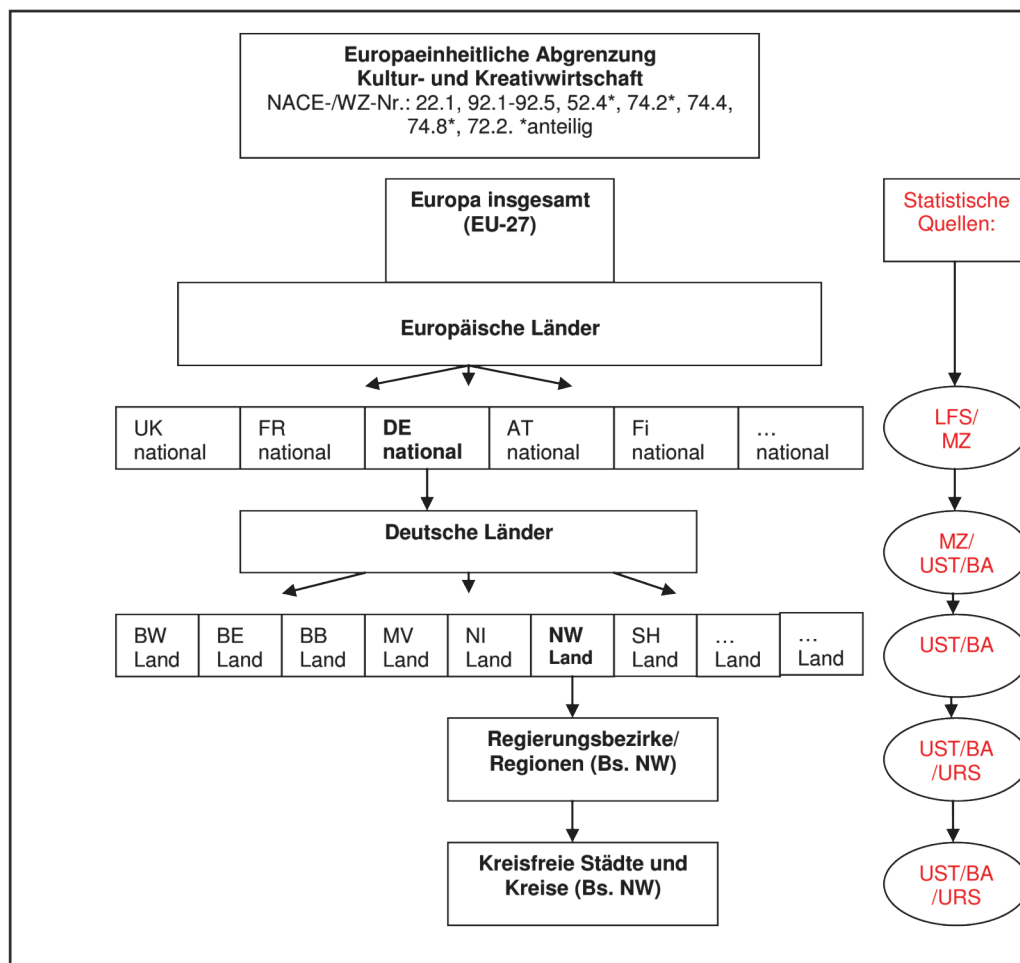 Europaeinheitliche Abgrenzung
Kultur- und Kreativwirtschaft
NACE-/WZ-Nr.: 22.1, 92.1-92.5, 52.4*, 74.2*, 74.4,
74.8*, 72.2. *anteilig
Europa insgesamt
(EU-27)
Statistische
Quellen:
Europäische Länder
UK
national
FR
national
DE
national
AT
national
Fi
national
…
national
LFS/
MZ
Deutsche Länder
MZ/
UST/BA
BW
Land
BE
Land
BB
Land
MV
Land
NI
Land
NW
Land
SH
Land
…
Land
…
Land
UST/BA
Regierungsbezirke/
Regionen (Bs. NW)
UST/BA
/URS
Kreisfreie Städte und
Kreise (Bs. NW)
UST/BA
/URS